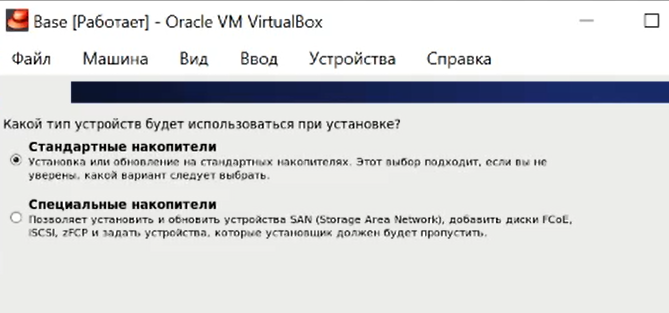 Base [Работает] - Oracle VM VirtualBox
Файл Машина Вид Ввод Устройства Справка
Какой тип устройств будет использоваться при установке?
Стандартные накопители
Установка или обновление на стандартных накопителях. Этот выбор подходит, если вы не
уверены, какой вариант следует выбрать.
Специальные накопители
Позволяет установить и обновить устройства SAN (Storage Area Network), добавить диски FCoE,
iSCSI, zFCP и задать устройства, которые установщик должен будет пропустить.